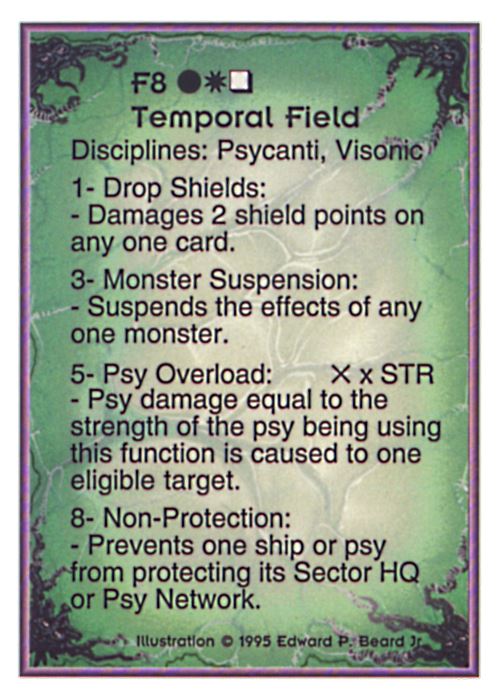 F8 ●✷❑
Temporal Field
Disciplines: Psycanti, Visonic
1- Drop Shields:
- Damages 2 shield points on
any one card.
3- Monster Suspension:
- Suspends the effects of any
one monster.
5- Psy Overload: ✕ x STR
- Psy damage equal to the
strength of the psy being using
this function is caused to one
eligible target.
8- Non-Protection:
- Prevents one ship or psy
from protecting its Sector HQ
or Psy Network.
Illustration © 1995 Edward P. Beard Jr.